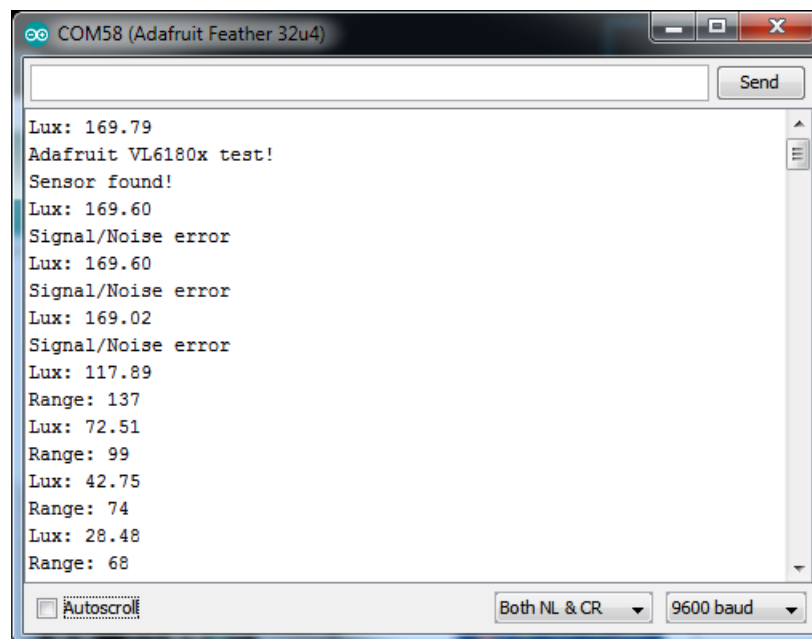 COM58 (Adafruit Feather 32u4)
Send
Lux: 169.79
Adafruit VL6180x test!
Sensor found!
Lux: 169.60
Signal/Noise error
Lux: 169.60
Signal/Noise error
Lux: 169.02
Signal/Noise error
Lux: 117.89
Range: 137
Lux: 72.51
Range: 99
Lux: 42.75
Range: 74
Lux: 28.48
Range: 68
Autoscroll
Both NL & CR
9600 baud